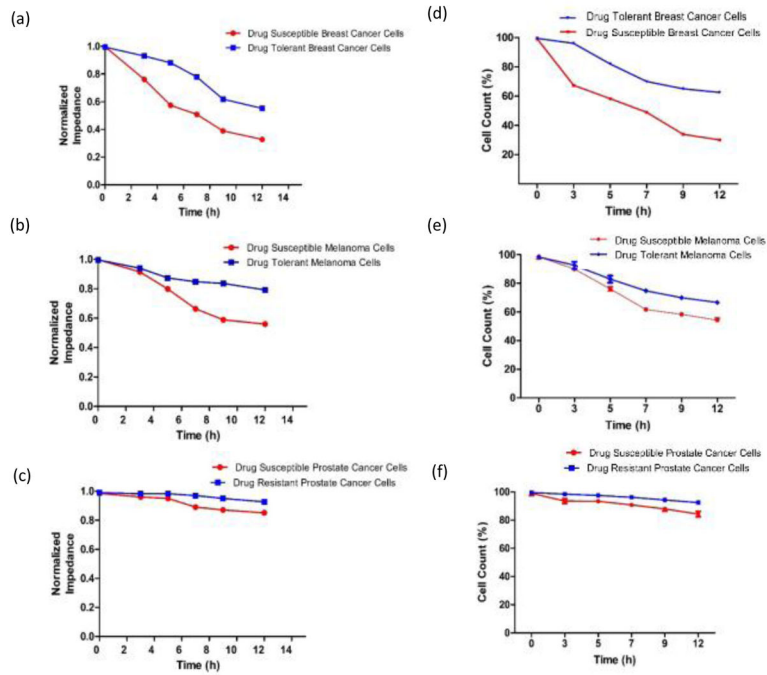 (a)
Drug Susceptible Breast Cancer Cells
Drug Tolerant Breast Cancer Cells
Normalized
Impedance
1.0
0.8
0.6
0.4
0.2
0.0
0 2 4 6 8 10 12 14
Time (h)
(d)
Drug Tolerant Breast Cancer Cells
Drug Susceptible Breast Cancer Cells
Cell Count (%)
100
80
60
40
20
0 3 5 7 9 12
Time (h)
(b)
Drug Susceptible Melanoma Cells
Drug Tolerant Melanoma Cells
Normalized
Impedance
1.0
0.8
0.6
0.4
0.2
0.0
0 2 4 6 8 10 12 14
Time (h)
(e)
Drug Susceptible Melanoma Cells
Drug Tolerant Melanoma Cells
Cell Count (%)
100
80
60
40
20
0
0 3 5 7 9 12
Time (h)
(c)
Drug Susceptible Prostate Cancer Cells
Drug Resistant Prostate Cancer Cells
Normalized
Impedance
1.0
0.8
0.6
0.4
0.2
0.0
0 2 4 6 8 10 12 14
Time (h)
(f)
Drug Susceptible Prostate Cancer Cells
Drug Resistant Prostate Cancer Cells
Cell Count (%)
100
80
60
40
20
0
0 3 5 7 9 12
Time (h)